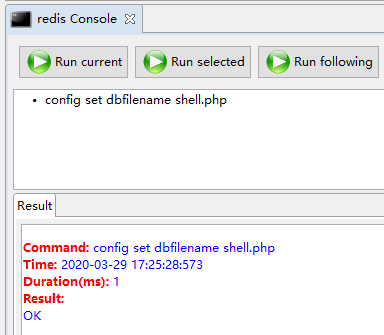 redis Console
Run current
Run selected
Run following
• config set dbfilename shell.php
Result
Command: config set dbfilename shell.php
Time: 2020-03-29 17:25:28:573
Duration(ms): 1
Result:
OK